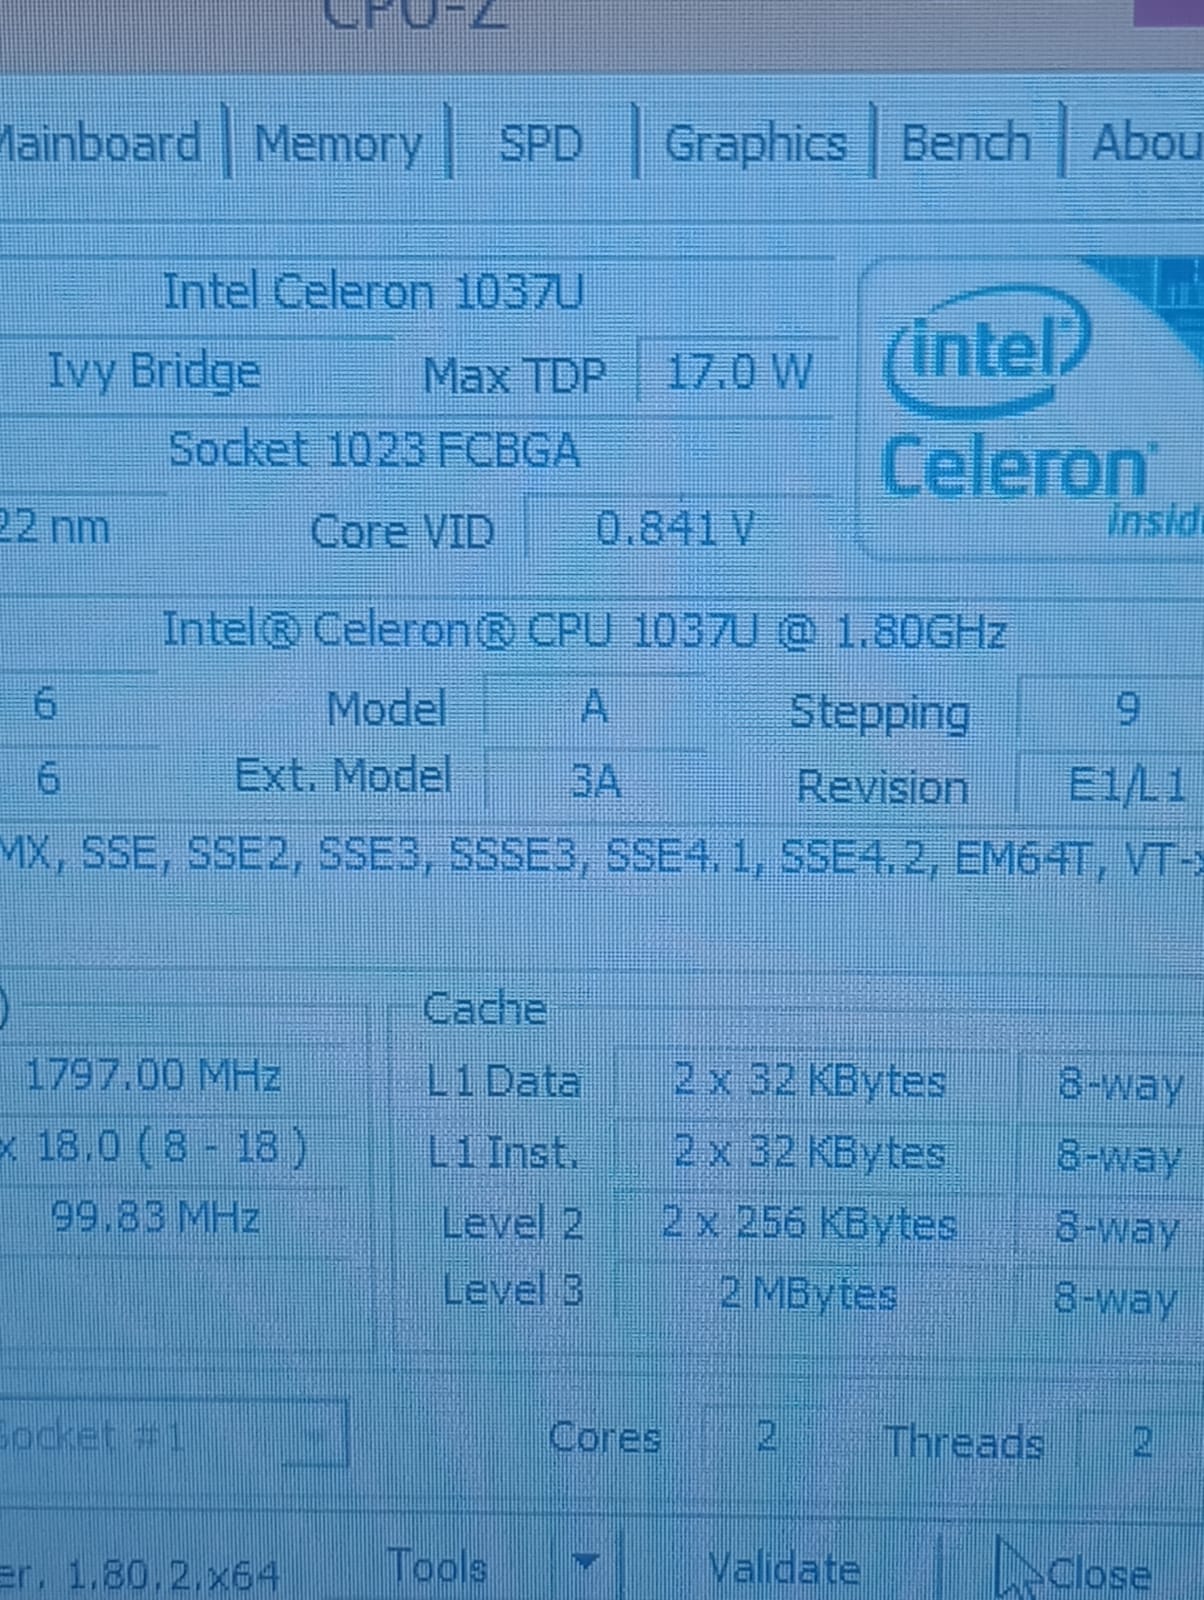 CPU-Z
Mainboard Memory SPD Graphics Bench Abou
Intel Celeron 1037U
Ivy Bridge Max TDP 17.0 W
intel
Socket 1023 FCBGA
Celeron
22 nm Core VID 0.841 V
insid
Intel® Celeron® CPU 1037U @ 1.80GHz
6 Model A Stepping 9
6 Ext. Model 3A Revision E1/L1
MX, SSE, SSE2, SSE3, SSSE3, SSE4.1, SSE4.2, EM64T, VT-x
) Cache
1797.00 MHz L1 Data 2 x 32 KBytes 8-way
x 18.0 ( 8 - 18 ) L1 Inst. 2 x 32 KBytes 8-way
99.83 MHz Level 2 2 x 256 KBytes 8-way
Level 3 2 MBytes 8-way
Socket #1 Cores 2 Threads 2
er. 1.80.2.x64 Tools Validate Close